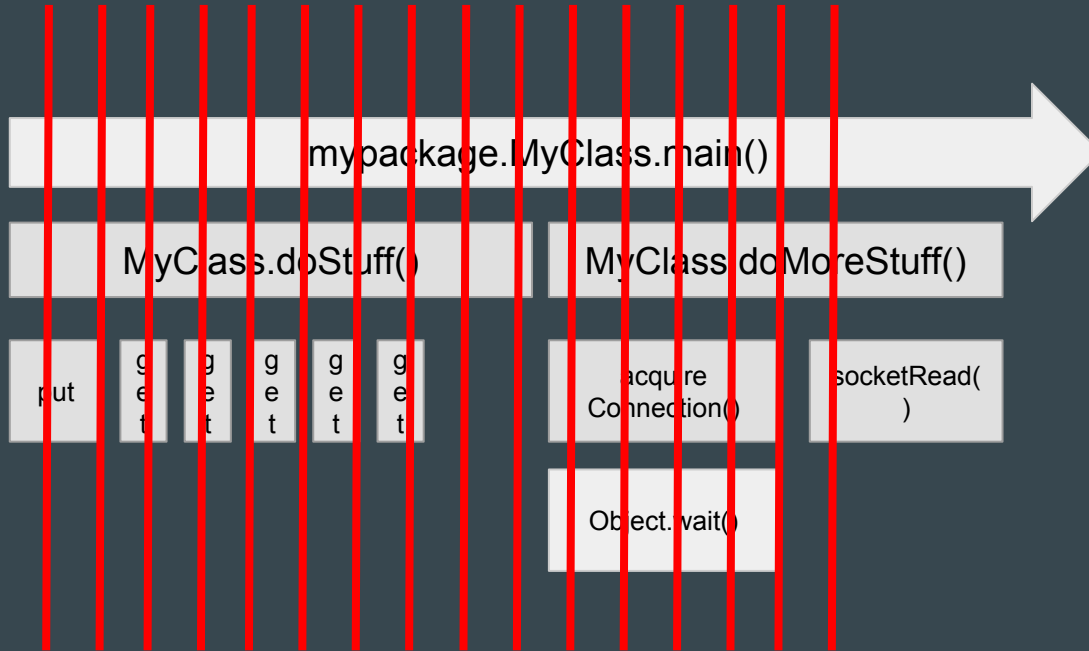 mypackage.MyClass.main()
MyClass.doStuff()
MyClass.doMoreStuff()
put
g
e
t
g
e
t
g
e
t
g
e
t
g
e
t
acquire
Connection()
socketRead(
)
Object.wait()